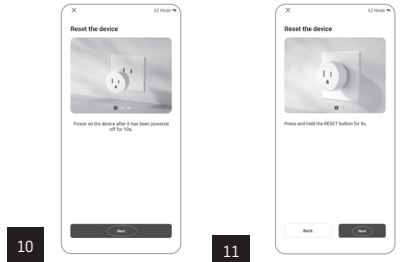 EZ Mode
Reset the device
Power on the device after it has been powered
off for 10s.
Next
10
EZ Mode
Reset the device
Press and hold the RESET button for 5s.
Back
Next
11